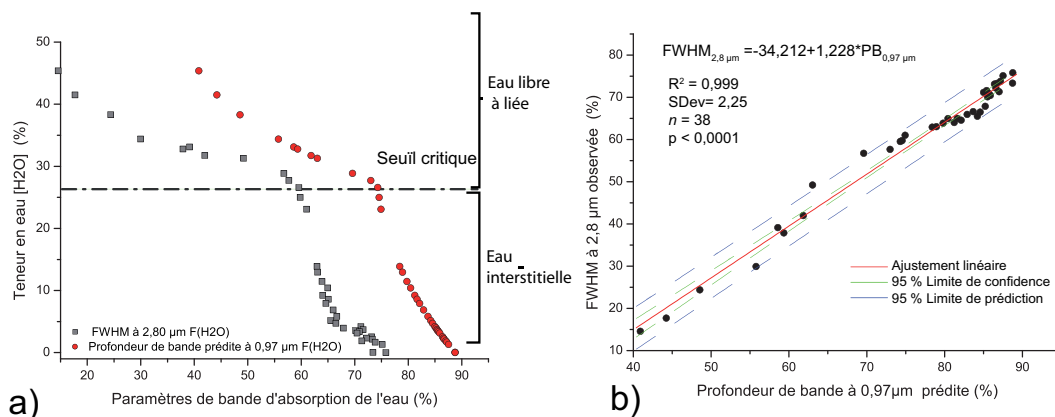 50
40
30
20
10
0
Teneur en eau [H2O] (%)
Eau libre
à liée
Seuïl critique
Eau
interstitielle
FWHM à 2,80 µm F(H2O)
Profondeur de bande prédite à 0,97 µm F(H2O)
20 30 40 50 60 70 80 90
Paramètres de bande d'absorption de l'eau (%)
a)
90
80
70
60
50
40
30
20
10
FWHM à 2,8 µm observée (%)
FWHM2,8 µm =-34,212+1,228*PB0,97 µm
R² = 0,999
SDev= 2,25
n = 38
p < 0,0001
Ajustement linéaire
95 % Limite de confidence
95 % Limite de prédiction
40 50 60 70 80 90
Profondeur de bande à 0,97µm prédite (%)
b)